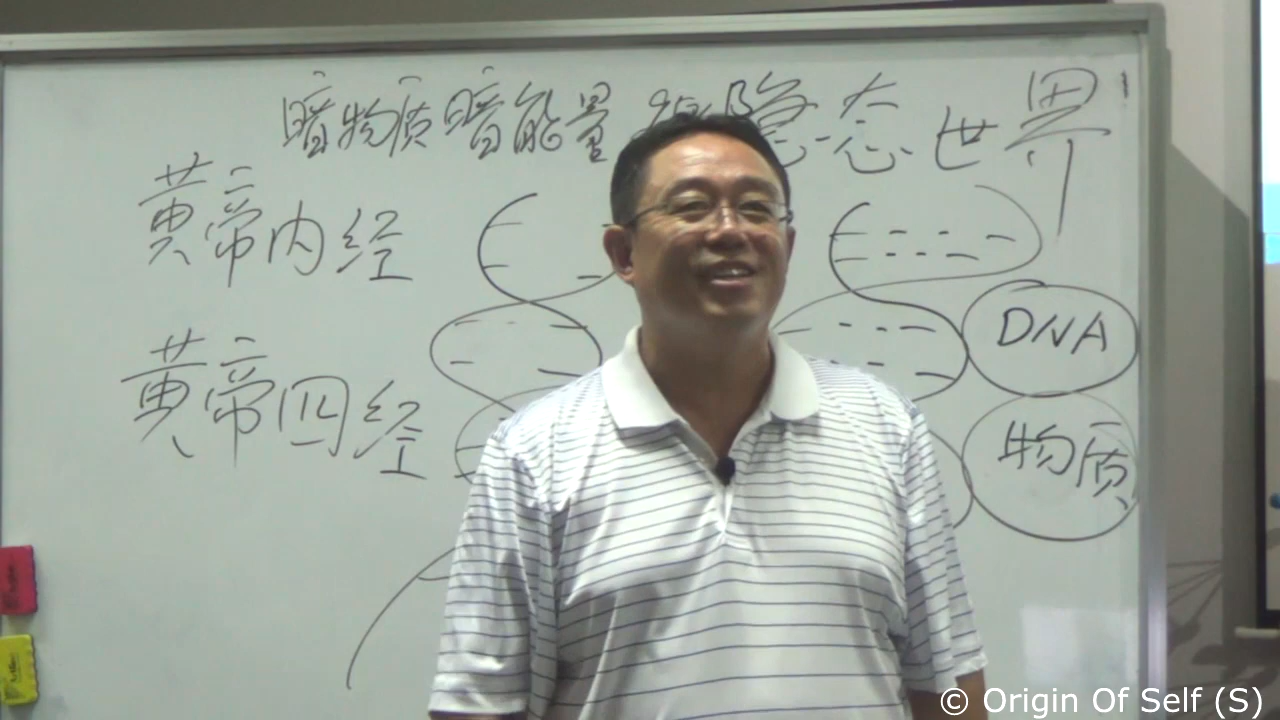 暗物质暗能量 隐态世界
黄帝内经
黄帝四经
DNA
物质
© Origin Of Self (S)